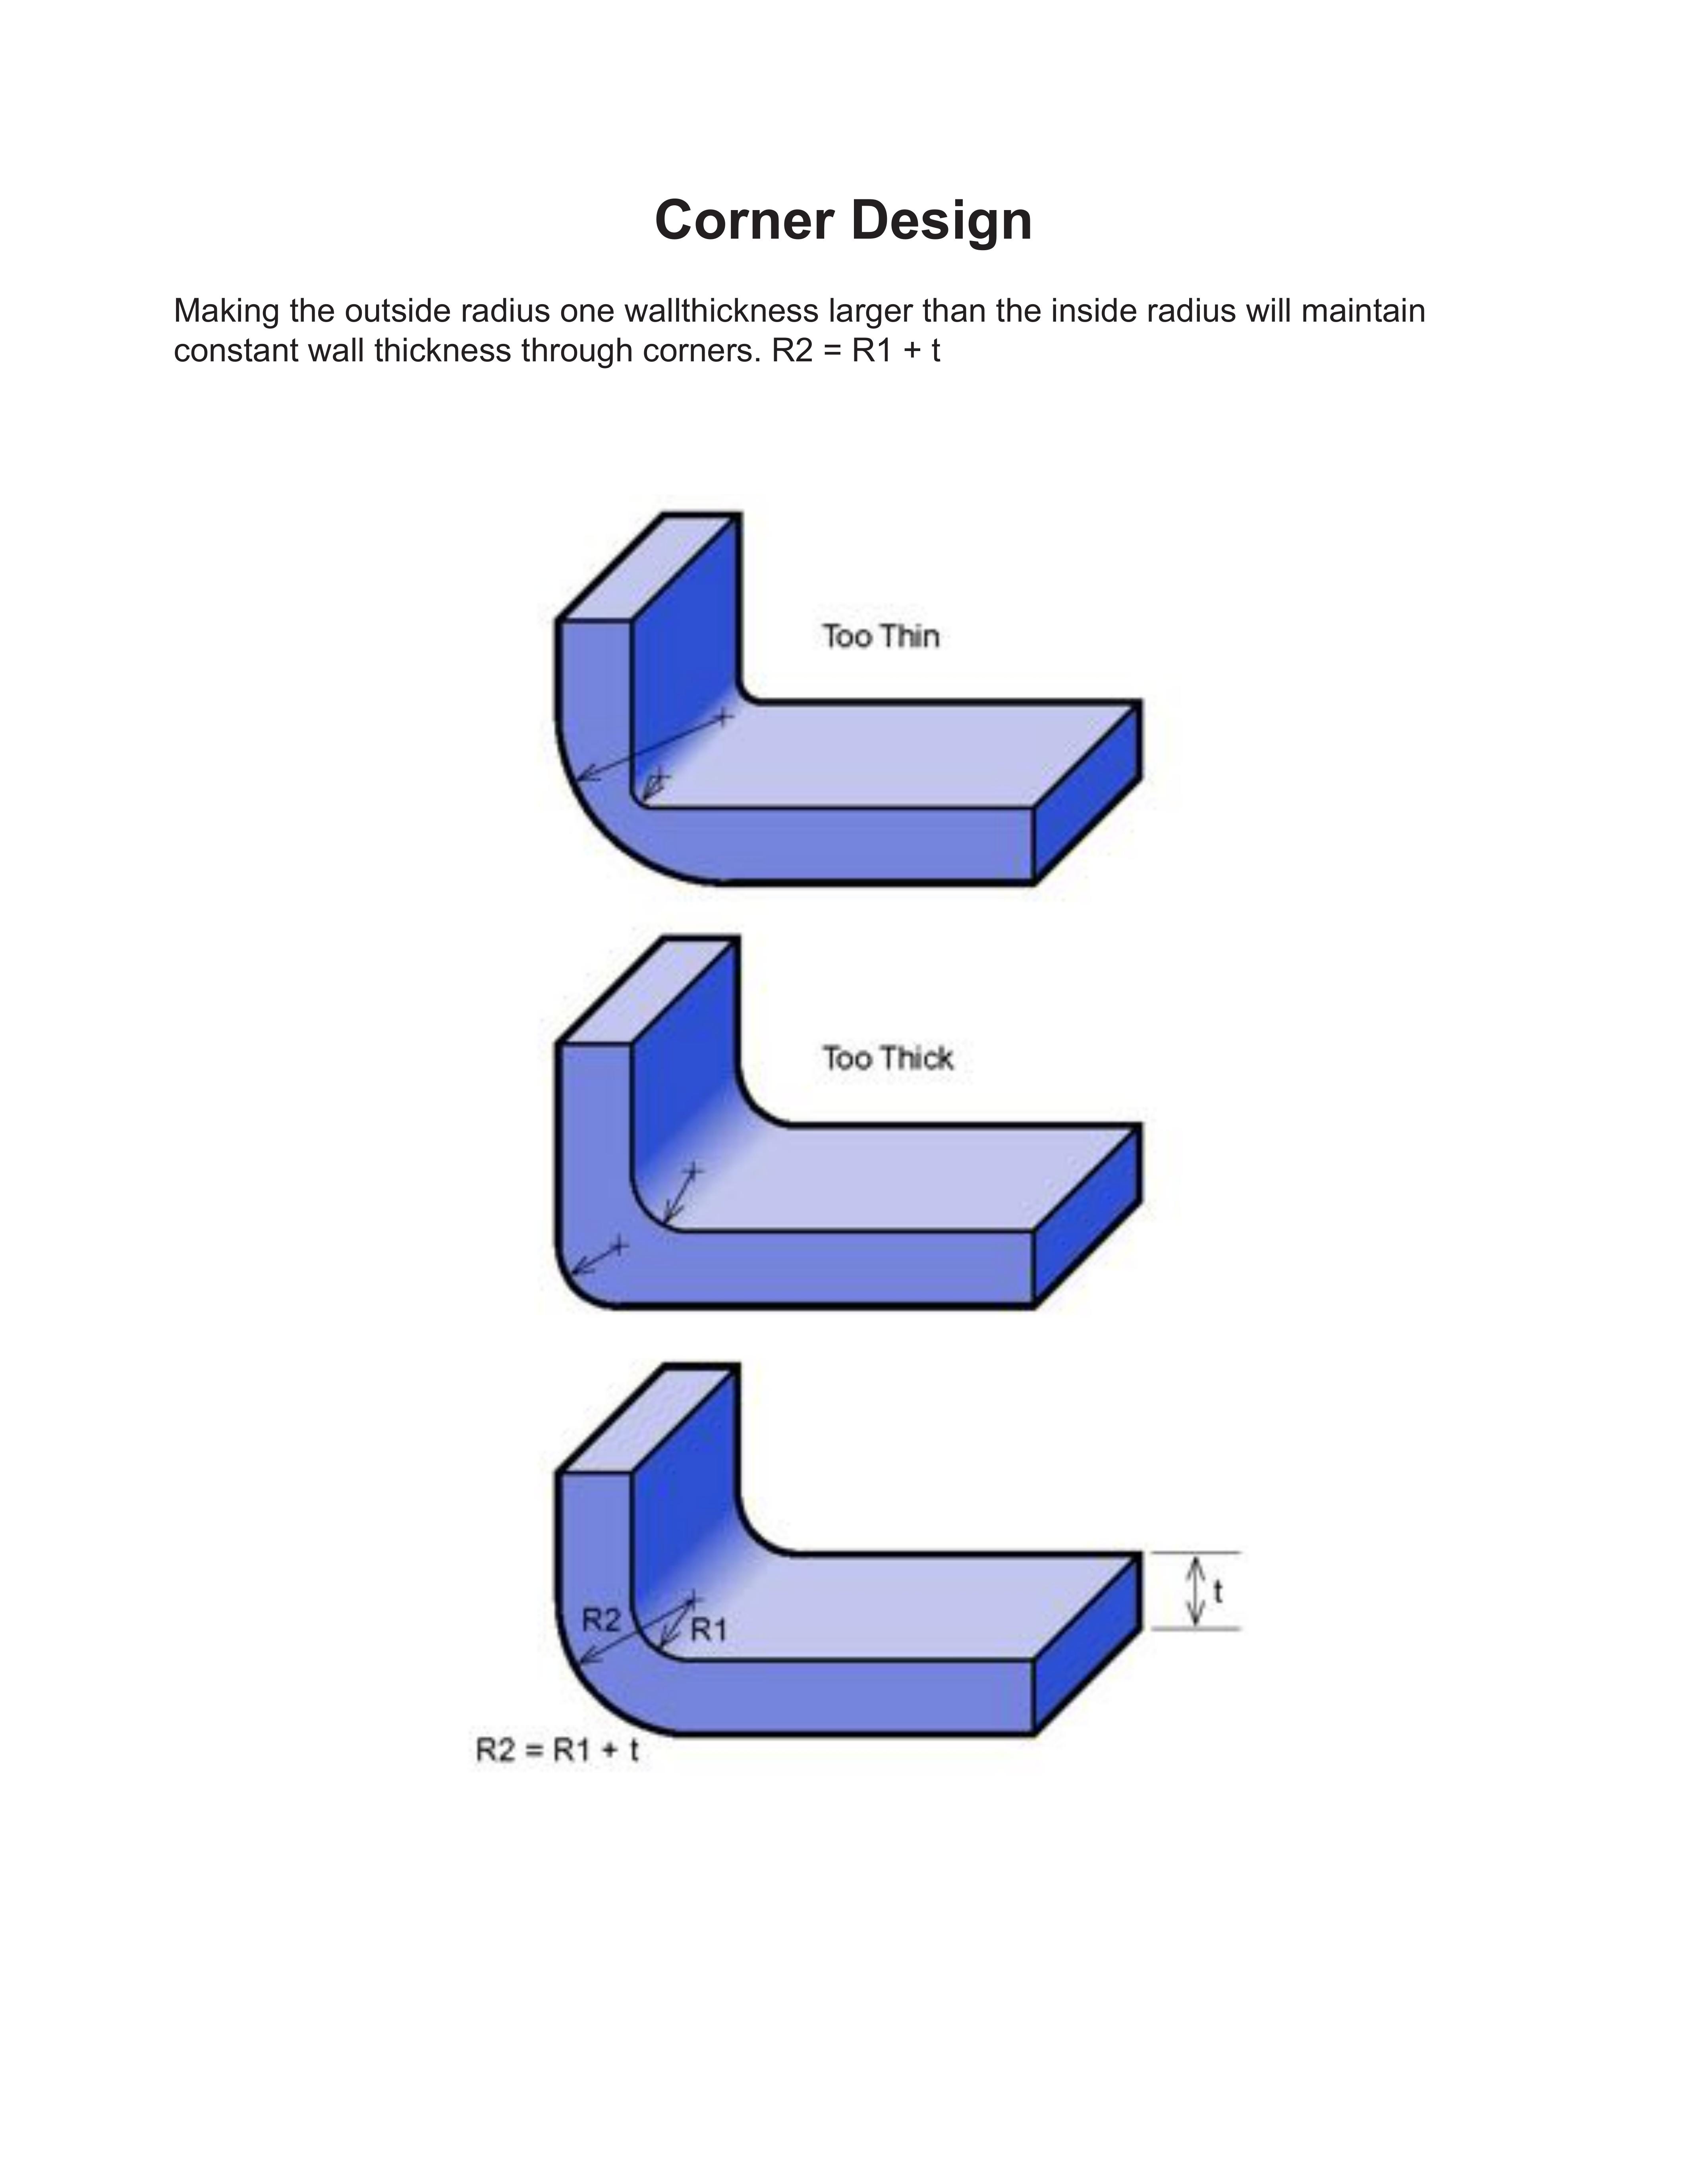 Corner Design
Making the outside radius one wallthickness larger than the inside radius will maintain
constant wall thickness through corners. R2 = R1 + t
Too Thin
Too Thick
t
R2
R1
R2 = R1 + t